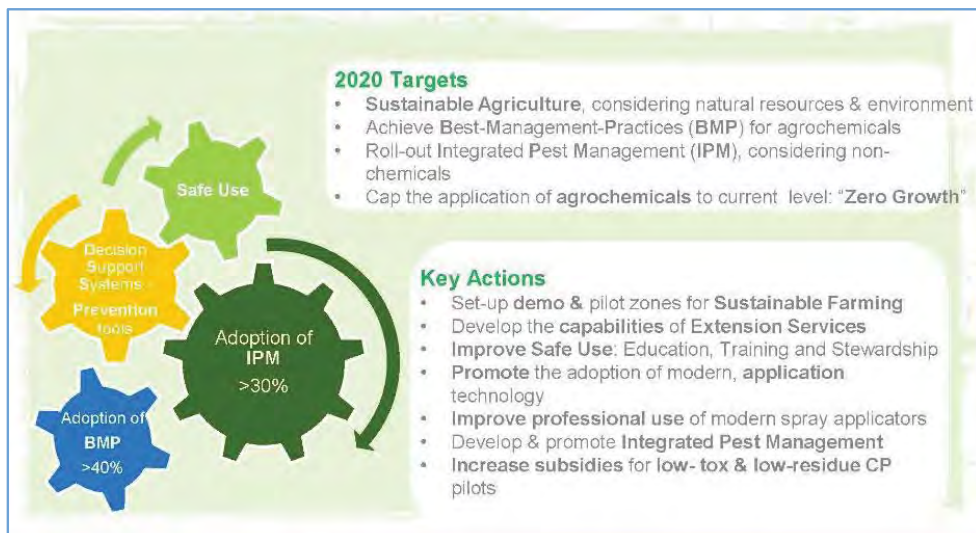 2020 Targets
• Sustainable Agriculture, considering natural resources & environment
• Achieve Best-Management-Practices (BMP) for agrochemicals
• Roll-out Integrated Pest Management (IPM), considering non-
chemicals
• Cap the application of agrochemicals to current level: "Zero Growth"
Safe Use
Decision
Support
Systems -
Prevention
tools
Adoption of
IPM
>30%
Adoption of
BMP
>40%
Key Actions
• Set-up demo & pilot zones for Sustainable Farming
• Develop the capabilities of Extension Services
• Improve Safe Use: Education, Training and Stewardship
• Promote the adoption of modern, application
technology
• Improve professional use of modern spray applicators
• Develop & promote Integrated Pest Management
• Increase subsidies for low- tox & low-residue CP
pilots